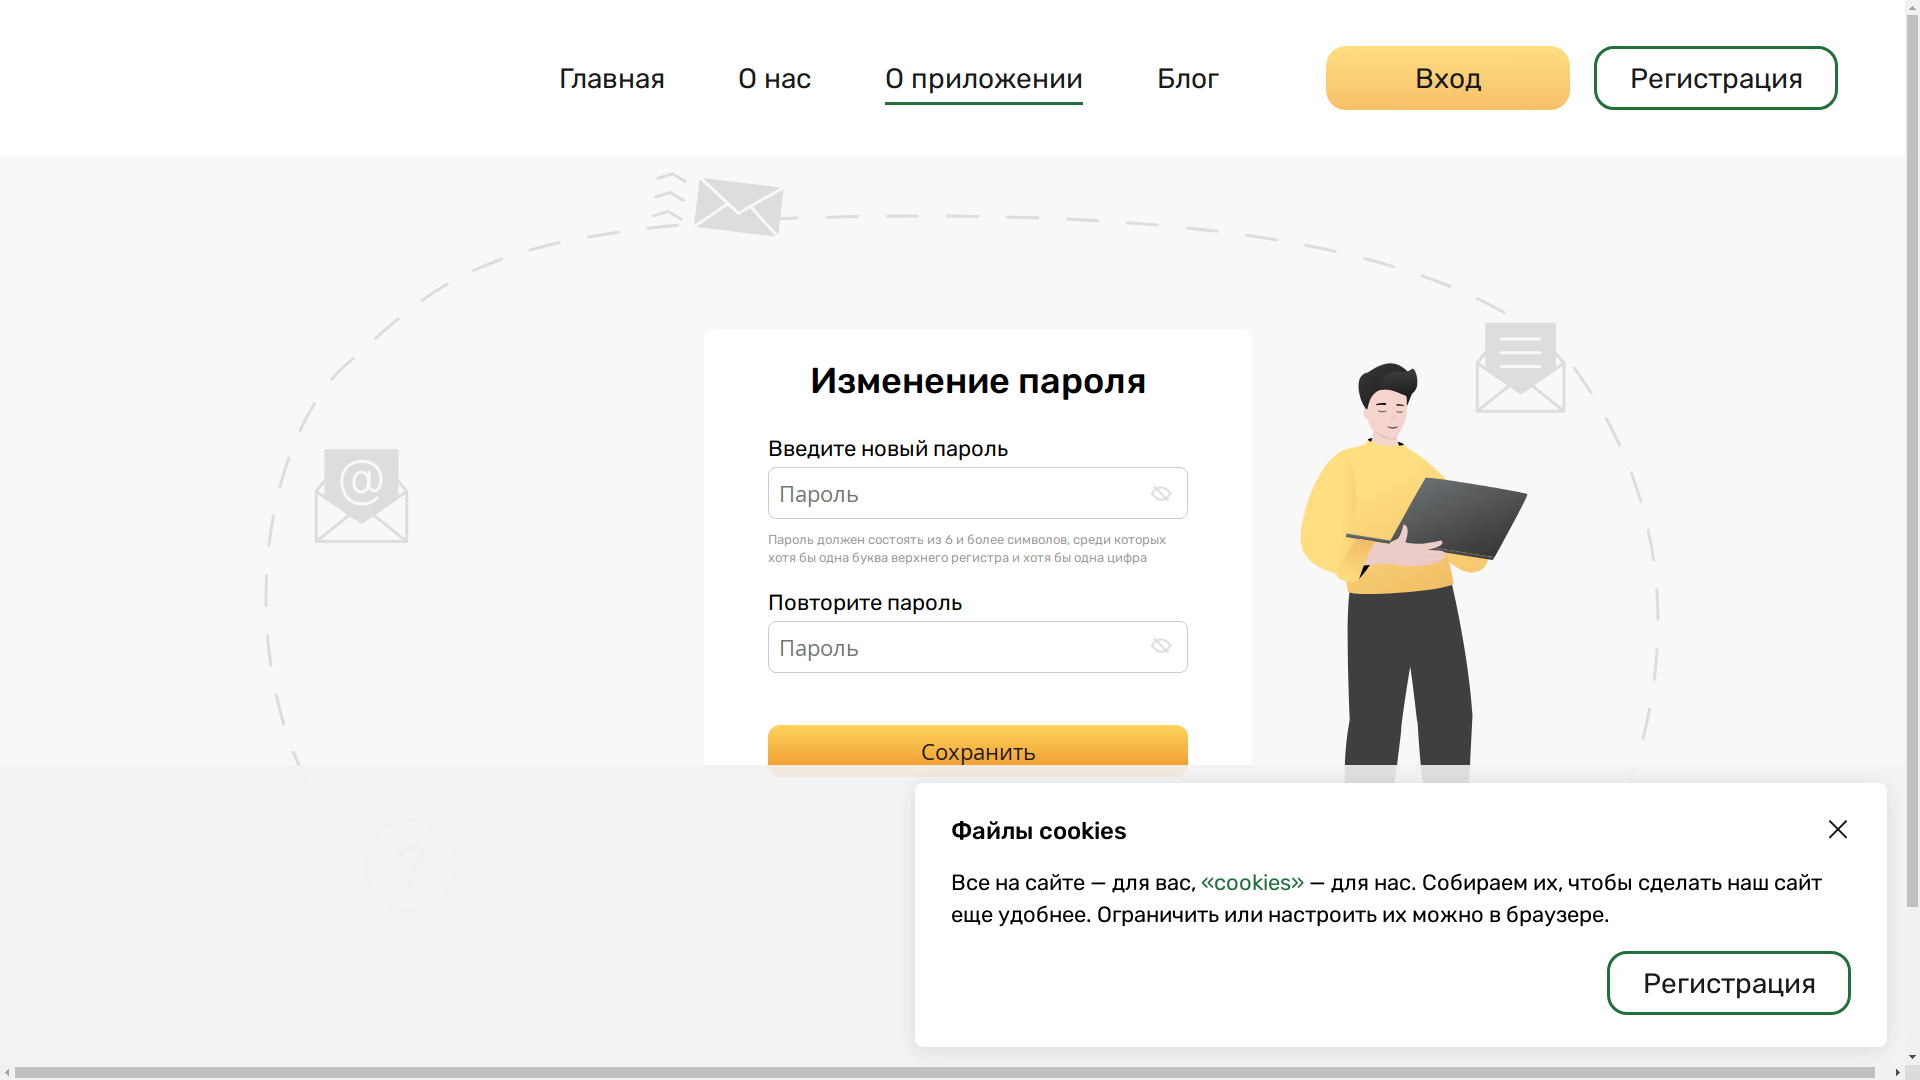 Главная
О нас
О приложении
Блог
Вход
Регистрация
Изменение пароля
Введите новый пароль
Пароль
Пароль должен состоять из 6 и более символов, среди которых
хотя бы одна буква верхнего регистра и хотя бы одна цифра
Повторите пароль
Пароль
Сохранить
@
?
Файлы cookies
Все на сайте — для вас, «cookies» — для нас. Собираем их, чтобы сделать наш сайт
еще удобнее. Ограничить или настроить их можно в браузере.
Регистрация